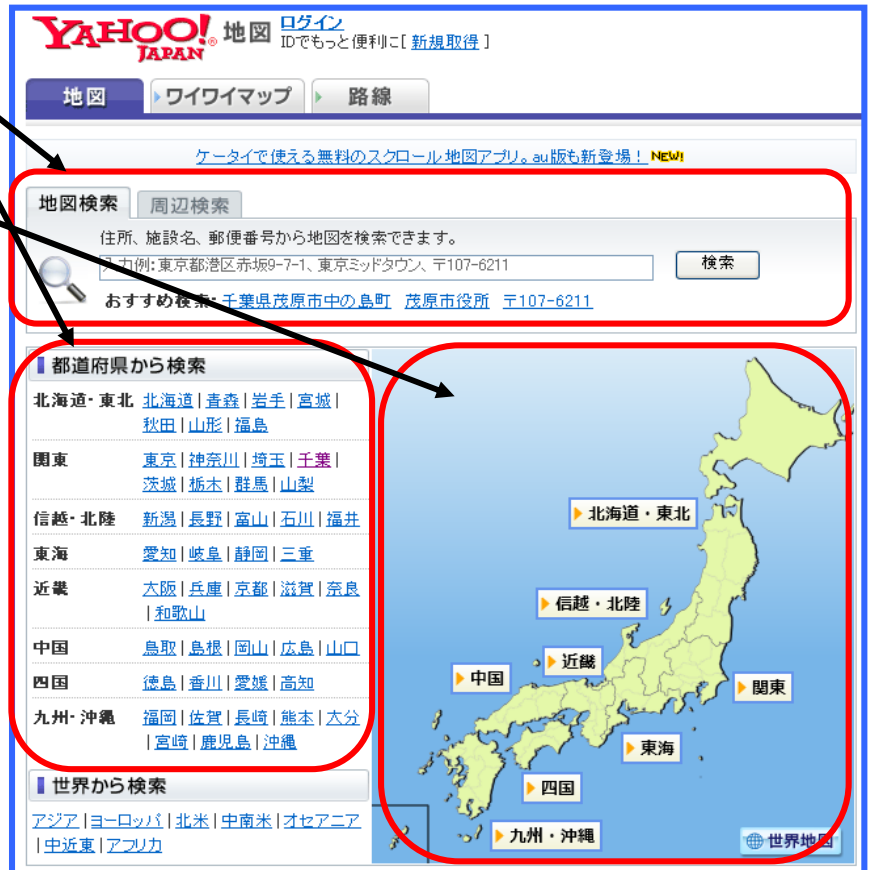 YAHOO! JAPAN 地図 ログイン
IDでもっと便利に[ 新規取得 ]
地図 ワイワイマップ 路線
ケータイで使える無料のスクロール地図アプリ。au版も新登場! NEW!
地図検索 周辺検索
住所、施設名、郵便番号から地図を検索できます。
入力例:東京都港区赤坂9-7-1、東京ミッドタウン、〒107-6211 検索
おすすめ検索: 千葉県茂原市中の島町 茂原市役所 〒107-6211
都道府県から検索
北海道・東北 北海道|青森|岩手|宮城|
秋田|山形|福島
関東 東京|神奈川|埼玉|千葉|
茨城|栃木|群馬|山梨
信越・北陸 新潟|長野|富山|石川|福井
東海 愛知|岐阜|静岡|三重
近畿 大阪|兵庫|京都|滋賀|奈良
|和歌山
中国 鳥取|島根|岡山|広島|山口
四国 徳島|香川|愛媛|高知
九州・沖縄 福岡|佐賀|長崎|熊本|大分
|宮崎|鹿児島|沖縄
世界から検索
アジア|ヨーロッパ|北米|中南米|オセアニア
|中近東|アフリカ
北海道・東北
信越・北陸
近畿
中国
関東
東海
四国
九州・沖縄
世界地図